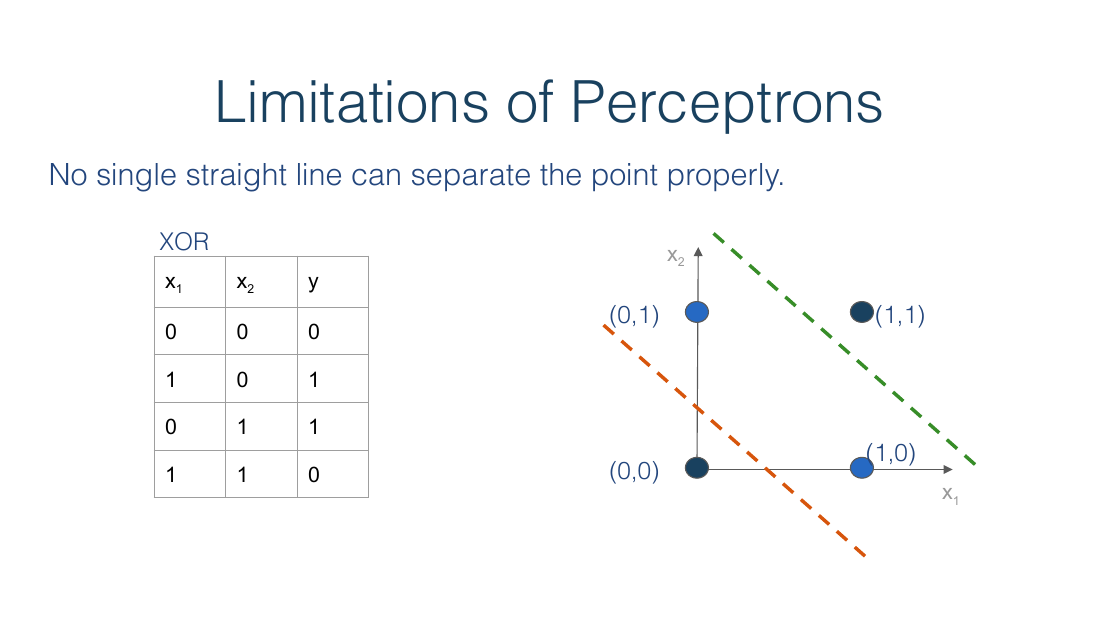 Limitations of Perceptrons
No single straight line can separate the point properly.
XOR
x₁ x₂ y
0 0 0
1 0 1
0 1 1
1 1 0
x₂
(0,1)
(1,1)
(1,0)
(0,0)
x₁